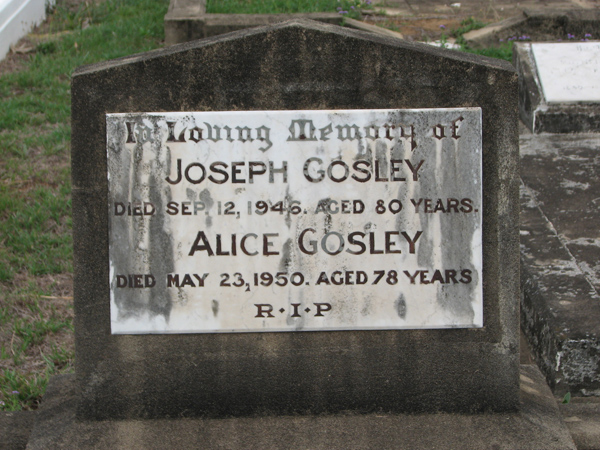 In Loving Memory of
JOSEPH GOSLEY
DIED SEP. 12, 1946. AGED 80 YEARS.
ALICE GOSLEY
DIED MAY 23, 1950. AGED 78 YEARS
R·I·P